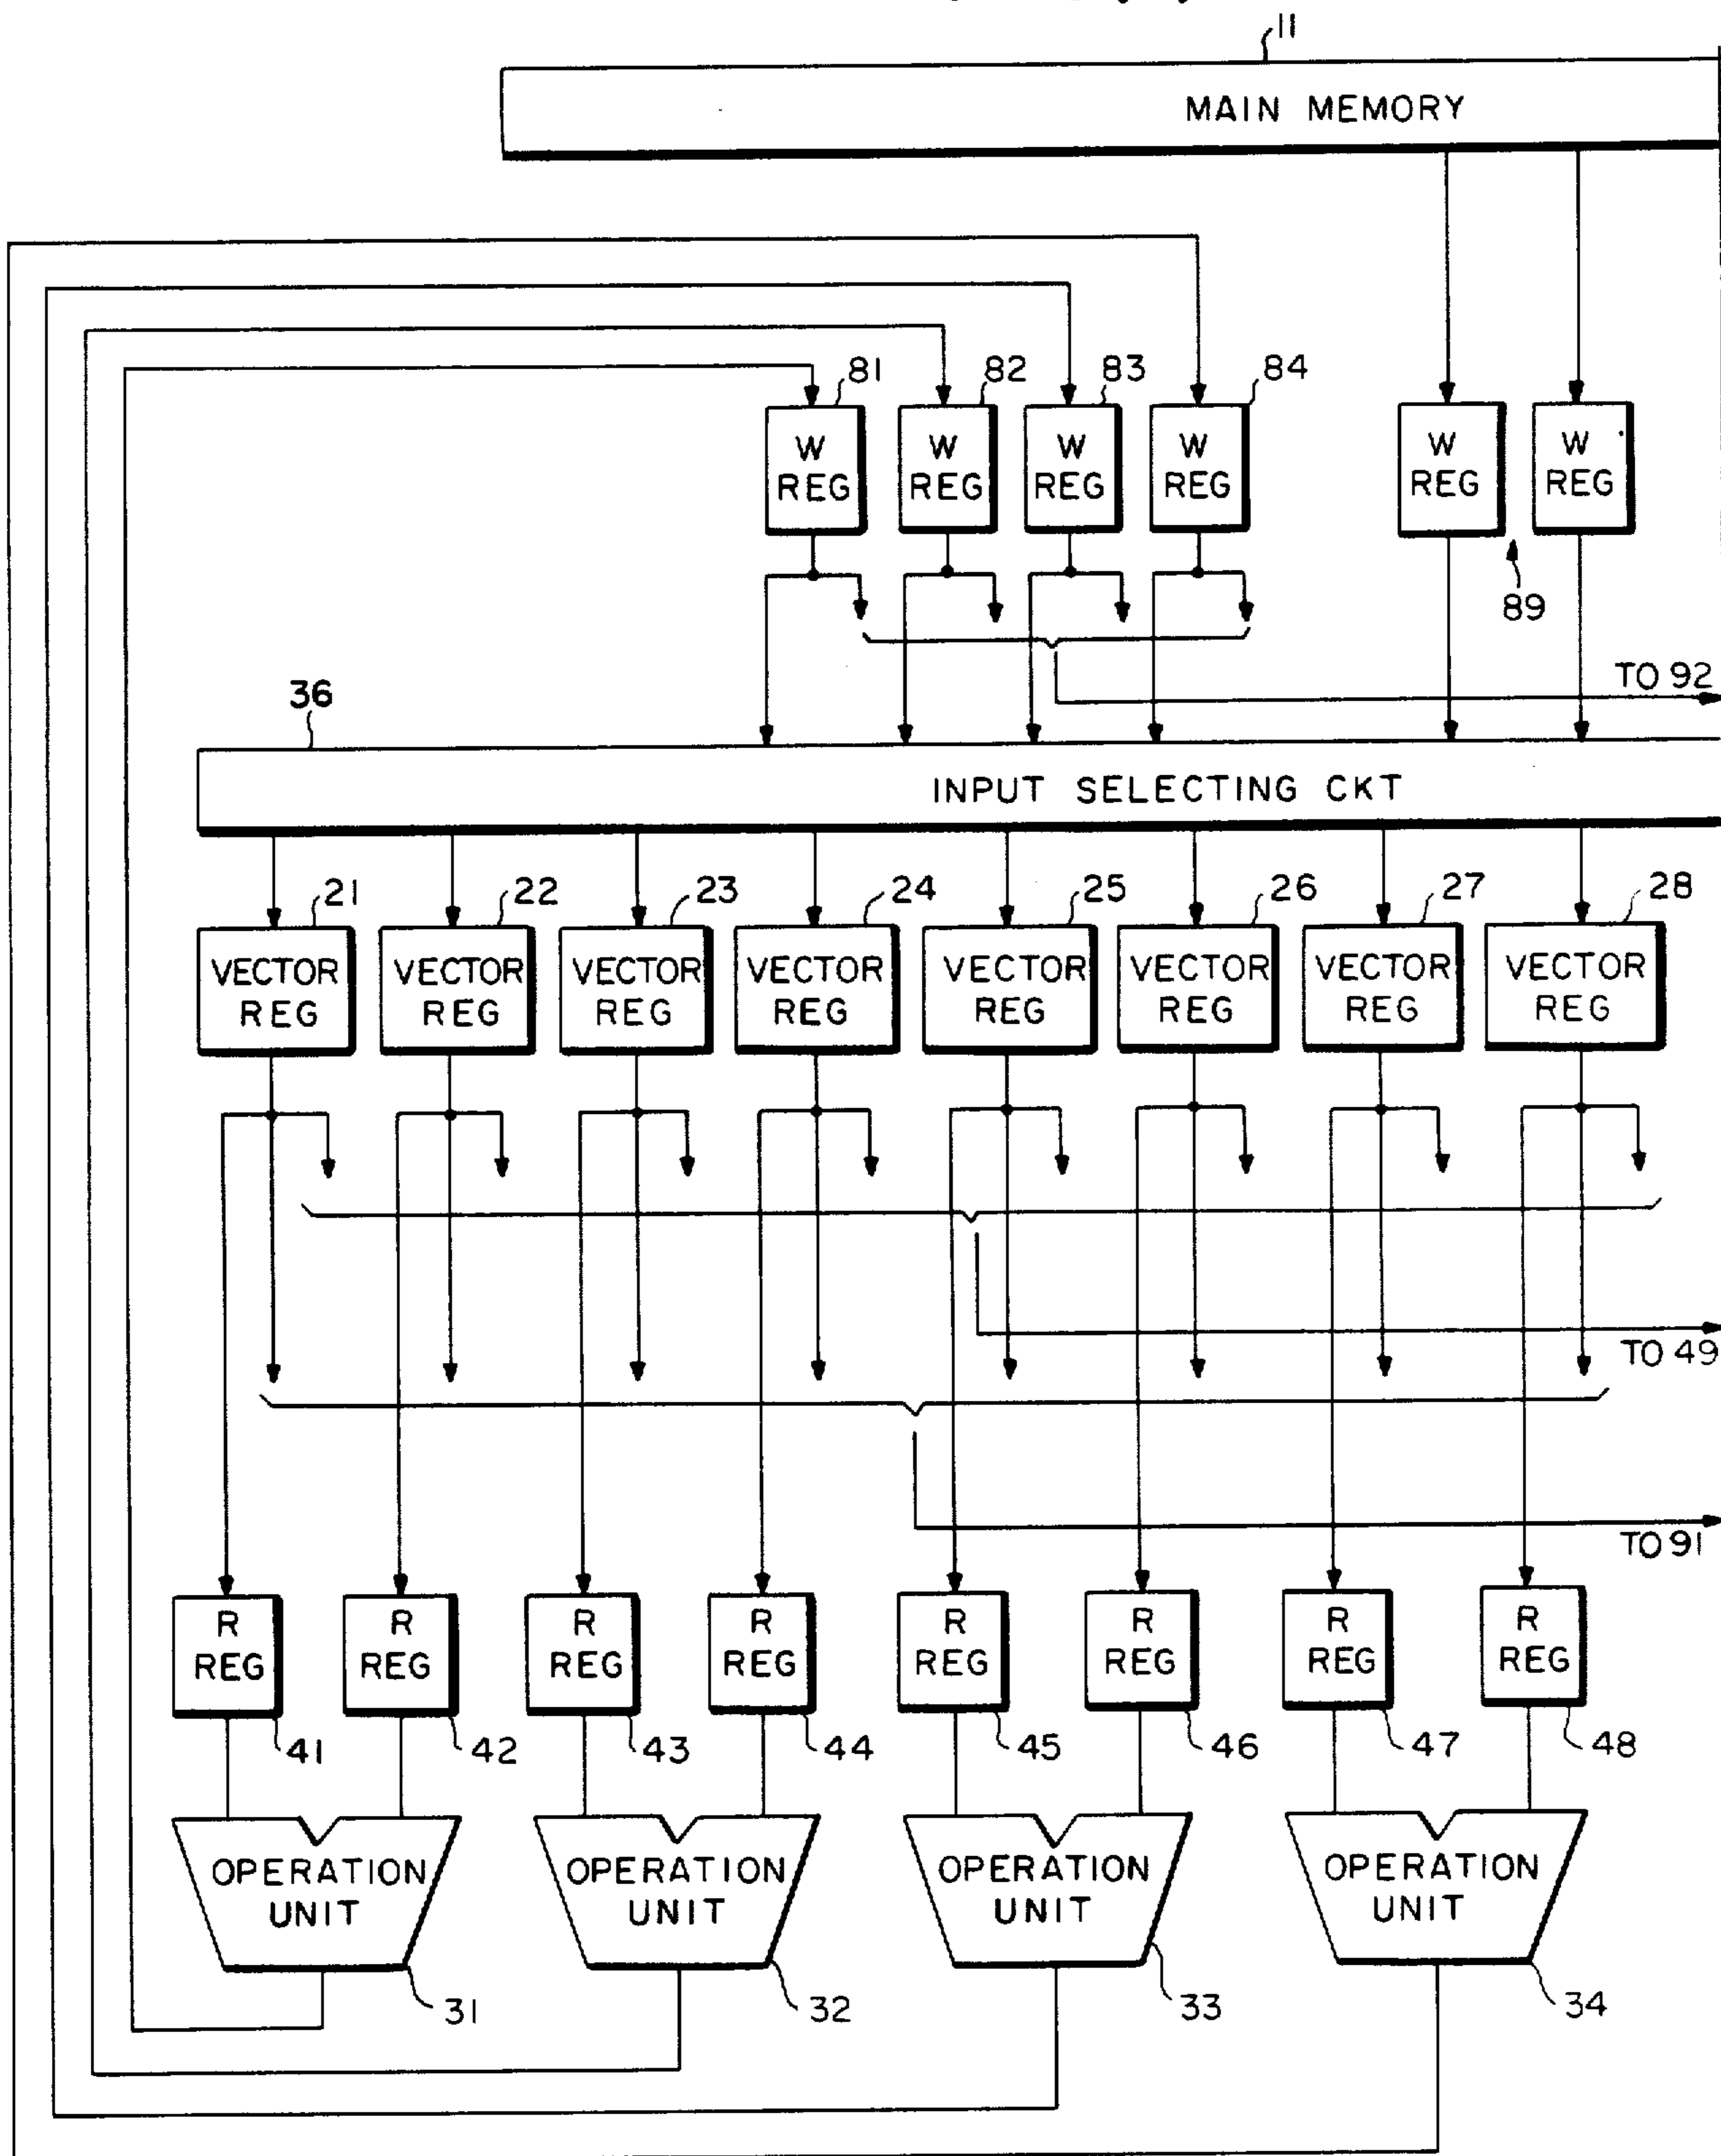 11
MAIN MEMORY
81 82 83 84
W REG W REG W REG W REG W REG W REG
89
TO 92
36
INPUT SELECTING CKT
21 22 23 24 25 26 27 28
VECTOR REG VECTOR REG VECTOR REG VECTOR REG VECTOR REG VECTOR REG VECTOR REG VECTOR REG
TO 49
TO 91
R REG R REG R REG R REG R REG R REG R REG R REG
41 42 43 44 45 46 47 48
OPERATION UNIT OPERATION UNIT OPERATION UNIT OPERATION UNIT
31 32 33 34